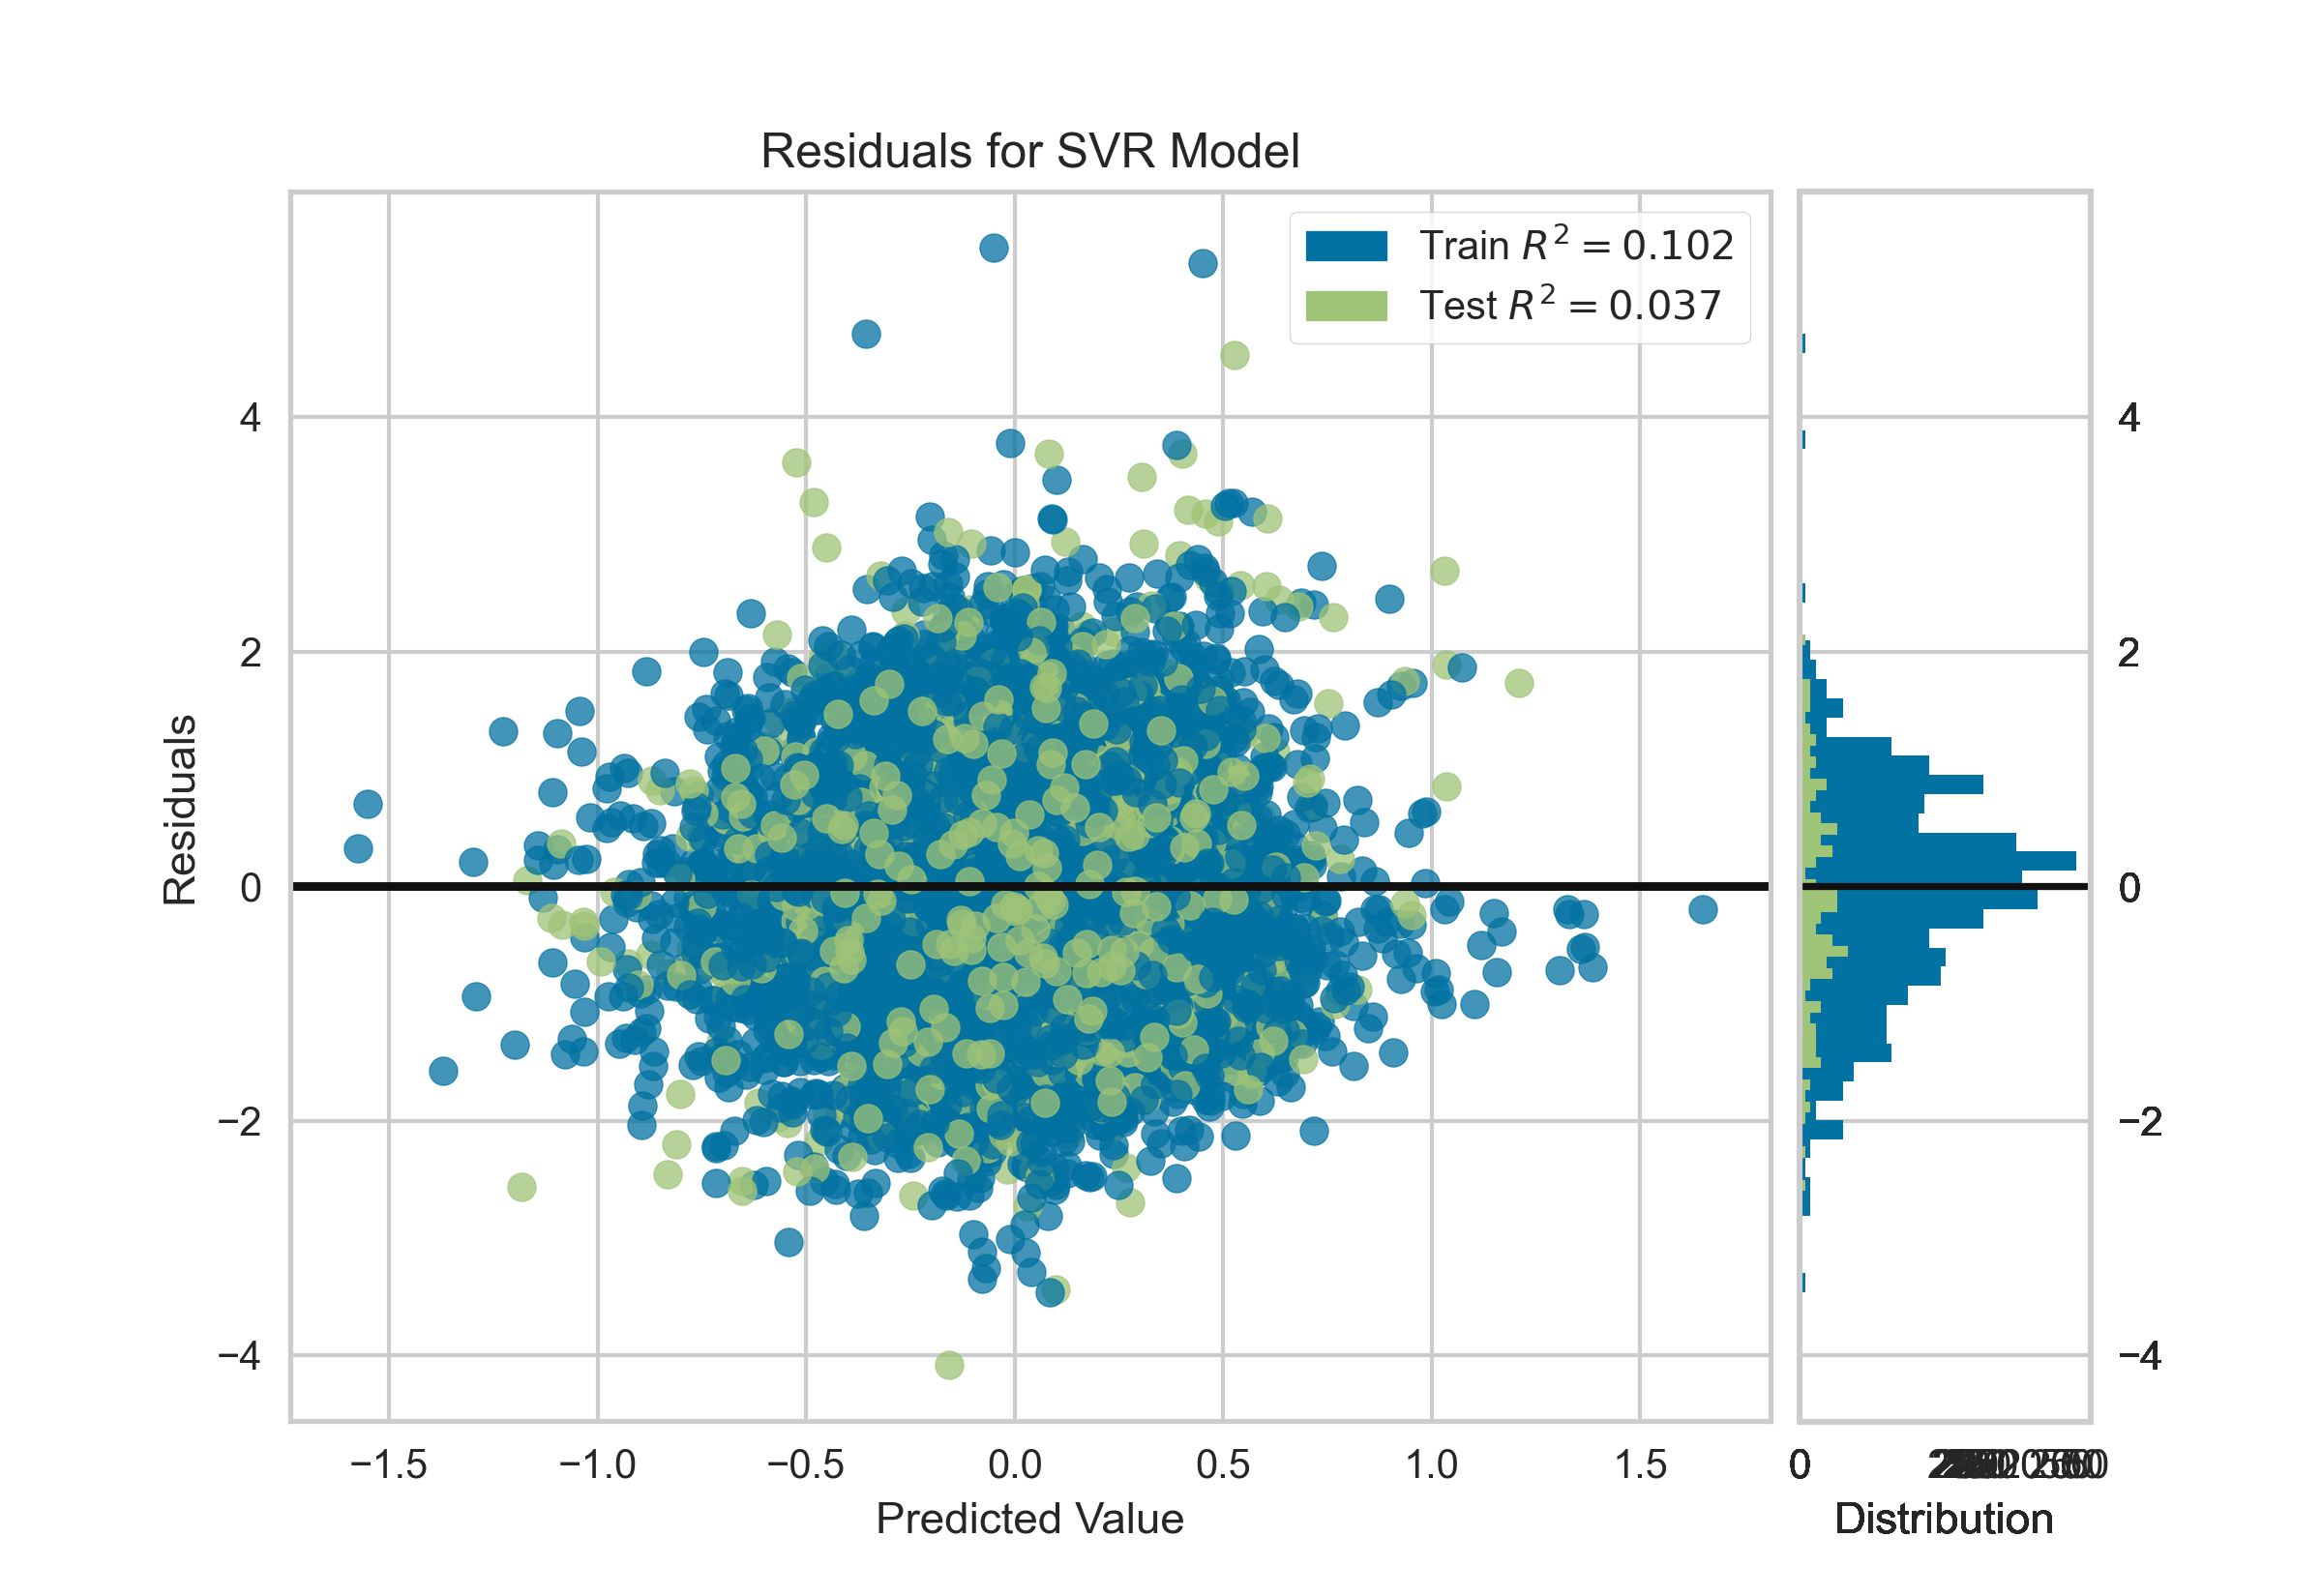 Residuals for SVR Model
Train R² = 0.102
Test R² = 0.037
Residuals
4
2
0
−2
−4
4
2
0
−2
−4
−1.5 −1.0 −0.5 0.0 0.5 1.0 1.5
0
Predicted Value
Distribution